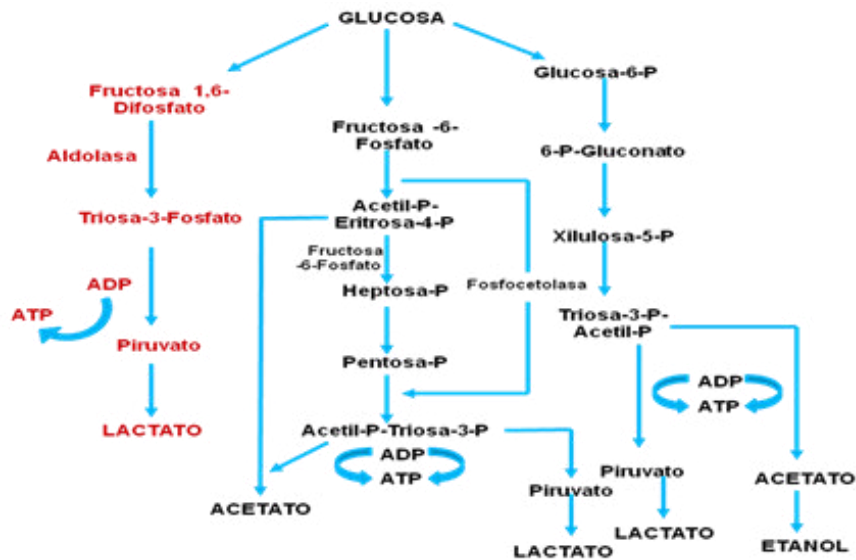 GLUCOSA
Fructosa 1,6-
Difosfato
Aldolasa
Triosa-3-Fosfato
ADP
ATP
Piruvato
LACTATO
Fructosa -6-
Fosfato
Acetil-P-
Eritrosa-4-P
Fructosa
-6-Fosfato
Heptosa-P
Fosfocetolasa
Pentosa-P
Acetil-P-Triosa-3-P
ADP
ATP
ACETATO
Piruvato
LACTATO
Glucosa-6-P
6-P-Gluconato
Xilulosa-5-P
Triosa-3-P-
Acetil-P
ADP
ATP
Piruvato
LACTATO
ACETATO
ETANOL